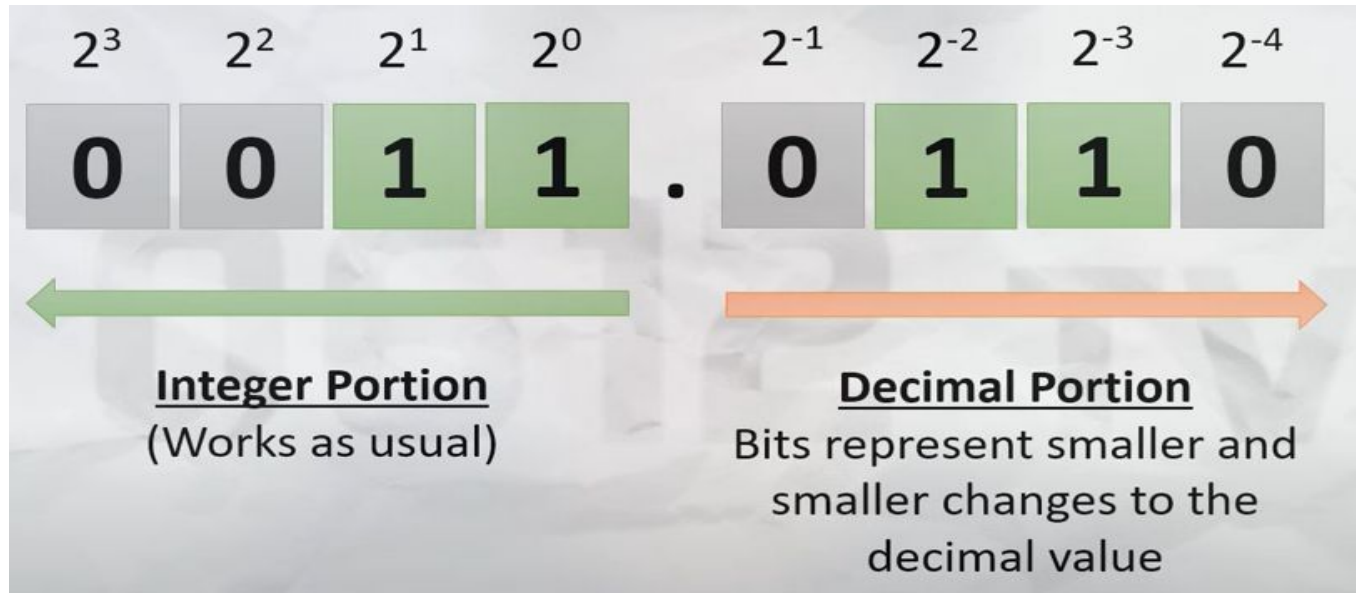 2³ 2² 2¹ 2⁰ 2⁻¹ 2⁻² 2⁻³ 2⁻⁴
0 0 1 1 . 0 1 1 0
Integer Portion
(Works as usual)
Decimal Portion
Bits represent smaller and
smaller changes to the
decimal value